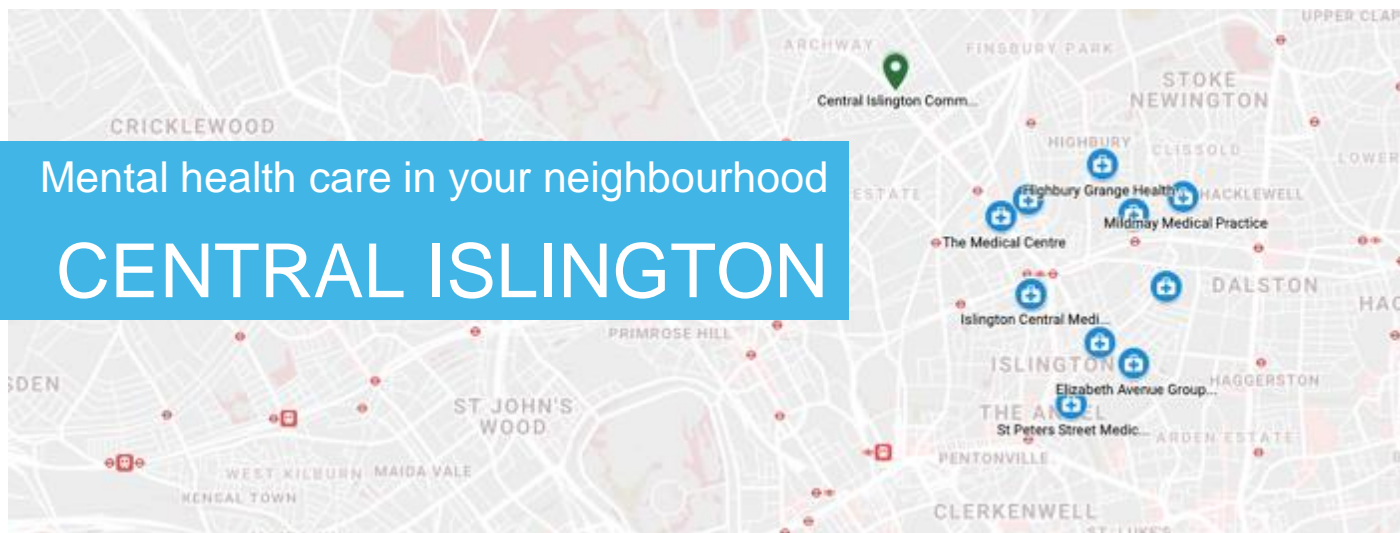 UPPER CLAP
ARCHWAY
FINSBURY PARK
STOKE
NEWINGTON
Central Islington Comm...
CRICKLEWOOD
HIGHBURY
CLISSOLD
LOWER
Mental health care in your neighbourhood
ESTATE
Highbury Grange Health
HACKLEWELL
Mildmay Medical Practice
The Medical Centre
CENTRAL ISLINGTON
DALSTON
HAC
Islington Central Medi...
PRIMROSE HILL
ISLINGTON
SDEN
HAGGERSTON
Elizabeth Avenue Group...
ST JOHN'S
WOOD
THE ANGEL
St Peters Street Medic...
ARDEN ESTATE
PENTONVILLE
WEST KILBURN
MAIDA VALE
KENSAL TOWN
CLERKENWELL
ST LUKE'S